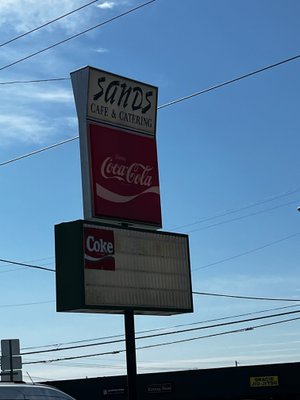 Sands
CAFE & CATERING
Enjoy
Coca-Cola
Coke